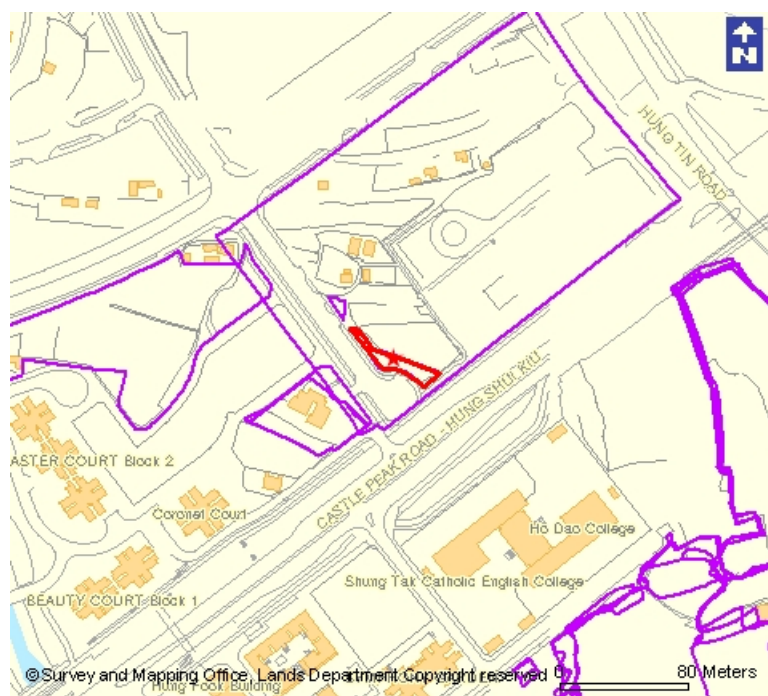 N
HUNG TIN ROAD
CASTLE PEAK ROAD - HUNG SHUI KIU
ASTER COURT Block 2
Coronet Court
Ho Dao College
Shung Tak Catholic English College
BEAUTY COURT Block 1
©Survey and Mapping Office, Lands Department Copyright reserved 0 80 Meters
Hung Fook Building